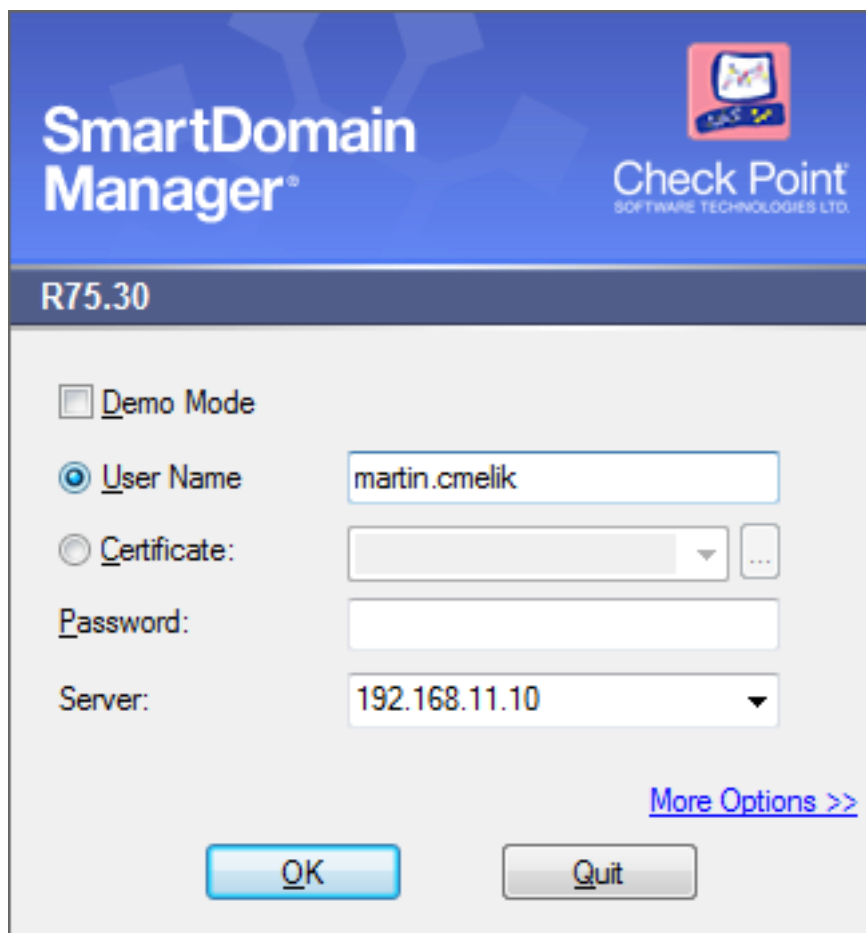 SmartDomain
Manager®
Check Point
SOFTWARE TECHNOLOGIES LTD.
R75.30
Demo Mode
User Name
martin.cmelik
Certificate:
...
Password:
Server:
192.168.11.10
More Options >>
OK
Quit